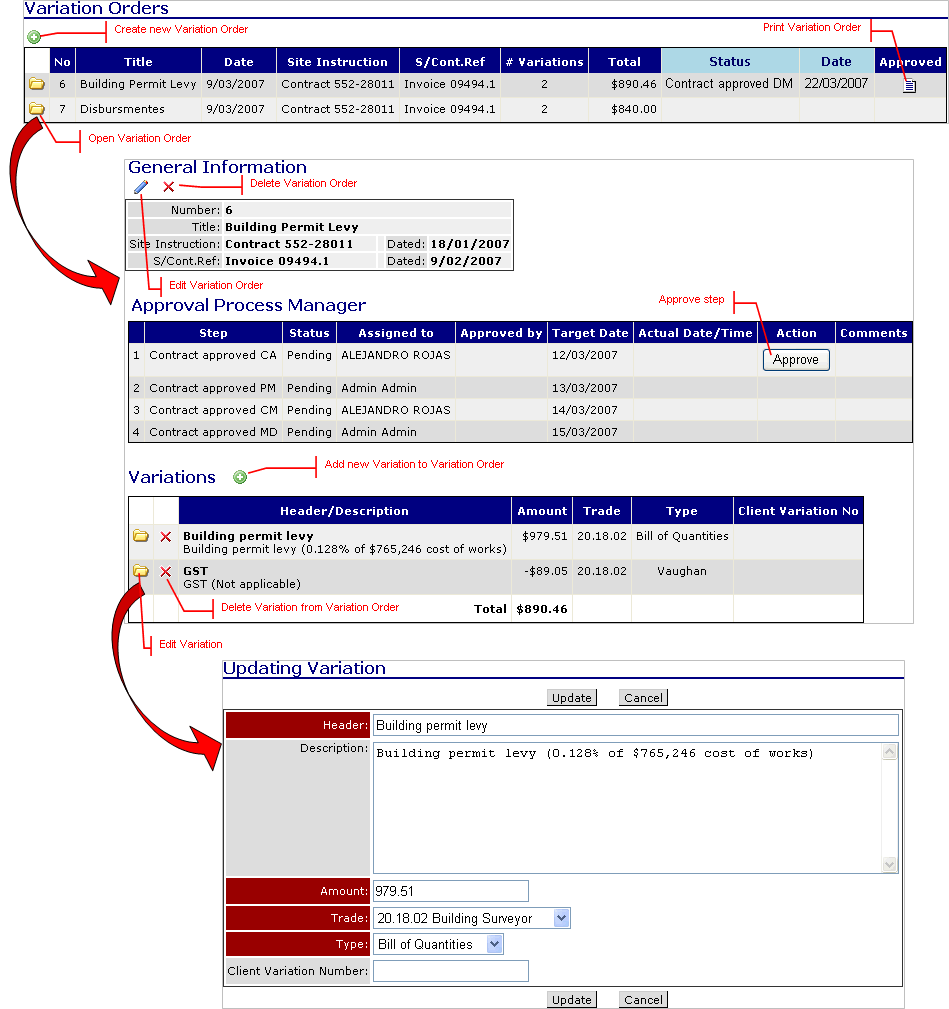 Variation Orders
Create new Variation Order
Print Variation Order
No Title Date Site Instruction S/Cont.Ref # Variations Total Status Date Approved
6 Building Permit Levy 9/03/2007 Contract 552-28011 Invoice 09494.1 2 $890.46 Contract approved DM 22/03/2007
7 Disbursmentes 9/03/2007 Contract 552-28011 Invoice 09494.1 2 $840.00
Open Variation Order
General Information
Delete Variation Order
Number: 6
Title: Building Permit Levy
Site Instruction: Contract 552-28011 Dated: 18/01/2007
S/Cont.Ref: Invoice 09494.1 Dated: 9/02/2007
Edit Variation Order
Approval Process Manager
Approve step
Step Status Assigned to Approved by Target Date Actual Date/Time Action Comments
1 Contract approved CA Pending ALEJANDRO ROJAS 12/03/2007 Approve
2 Contract approved PM Pending Admin Admin 13/03/2007
3 Contract approved CM Pending ALEJANDRO ROJAS 14/03/2007
4 Contract approved MD Pending Admin Admin 15/03/2007
Add new Variation to Variation Order
Variations
Header/Description Amount Trade Type Client Variation No
Building permit levy $979.51 20.18.02 Bill of Quantities
Building permit levy (0.128% of $765,246 cost of works)
GST -$89.05 20.18.02 Vaughan
GST (Not applicable)
Delete Variation from Variation Order
Total $890.46
Edit Variation
Updating Variation
Update Cancel
Header: Building permit levy
Description: Building permit levy (0.128% of $765,246 cost of works)
Amount: 979.51
Trade: 20.18.02 Building Surveyor
Type: Bill of Quantities
Client Variation Number:
Update Cancel